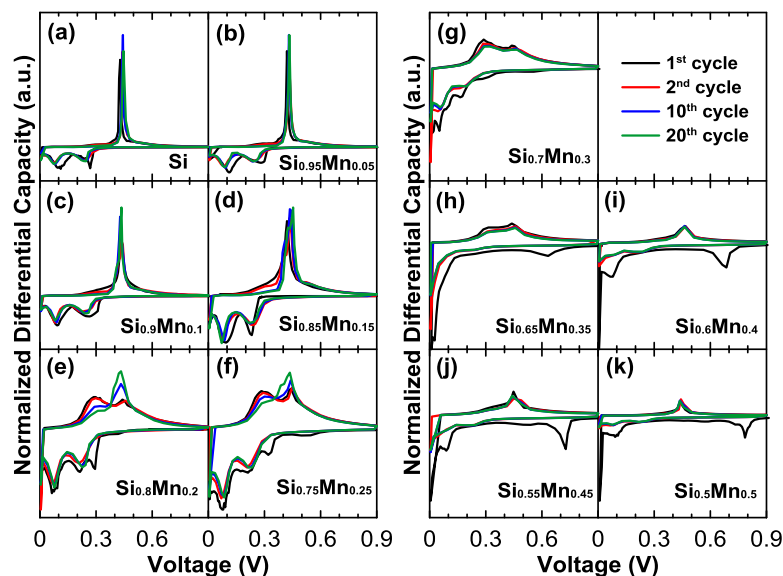 Normalized Differential Capacity (a.u.)
(a)
Si
(b)
Si0.95Mn0.05
(c)
Si0.9Mn0.1
(d)
Si0.85Mn0.15
(e)
Si0.8Mn0.2
(f)
Si0.75Mn0.25
0 0.3 0.6 0 0.3 0.6 0.9
Voltage (V)
Normalized Differential Capacity (a.u.)
(g)
Si0.7Mn0.3
1st cycle
2nd cycle
10th cycle
20th cycle
(h)
Si0.65Mn0.35
(i)
Si0.6Mn0.4
(j)
Si0.55Mn0.45
(k)
Si0.5Mn0.5
0 0.3 0.6 0 0.3 0.6 0.9
Voltage (V)